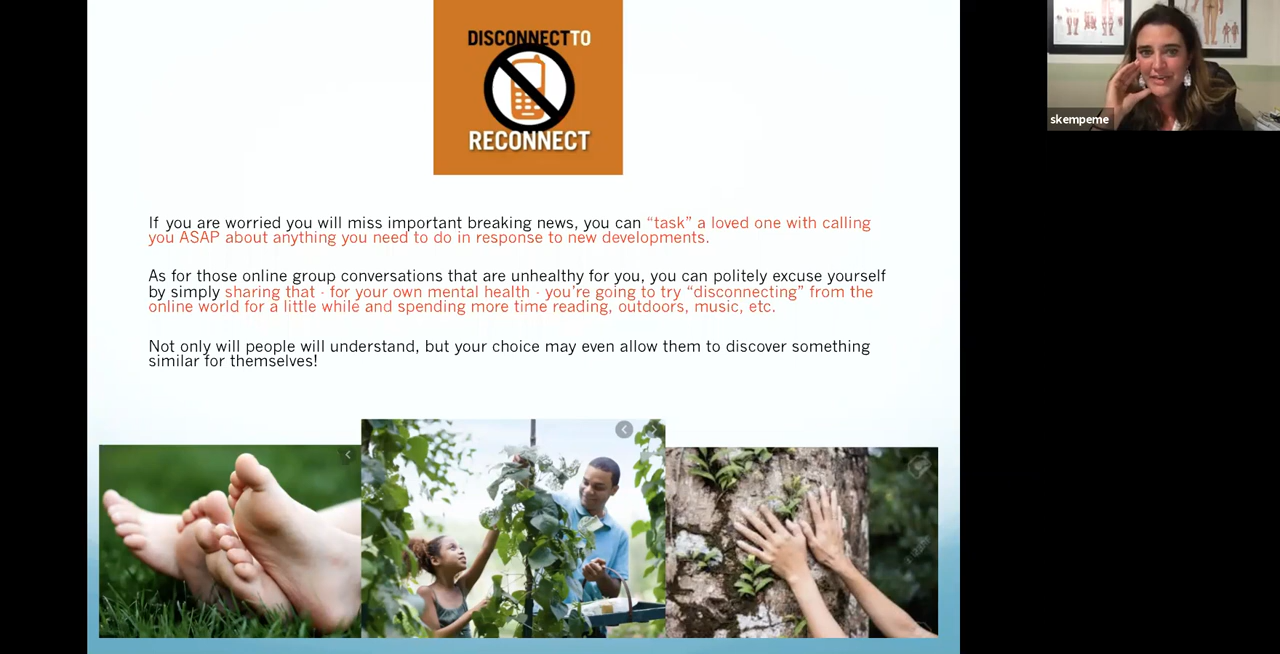 DISCONNECTTO
RECONNECT
skempeme
If you are worried you will miss important breaking news, you can “task” a loved one with calling
you ASAP about anything you need to do in response to new developments.
As for those online group conversations that are unhealthy for you, you can politely excuse yourself
by simply sharing that - for your own mental health - you’re going to try “disconnecting” from the
online world for a little while and spending more time reading, outdoors, music, etc.
Not only will people will understand, but your choice may even allow them to discover something
similar for themselves!